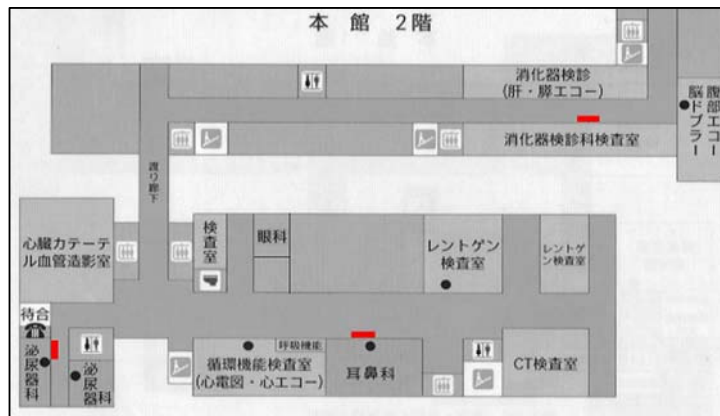 本 館 2階
消化器検診
(肝・膵エコー)
腹部エコー
脳ドプラー
消化器検診科検査室
渡り廊下
心臓カテーテ
ル血管造影室
検査室
眼科
レントゲン
検査室
レントゲ
ン検査室
待合
泌尿器科
泌尿器科
呼吸機能
循環機能検査室
(心電図・心エコー)
耳鼻科
CT検査室